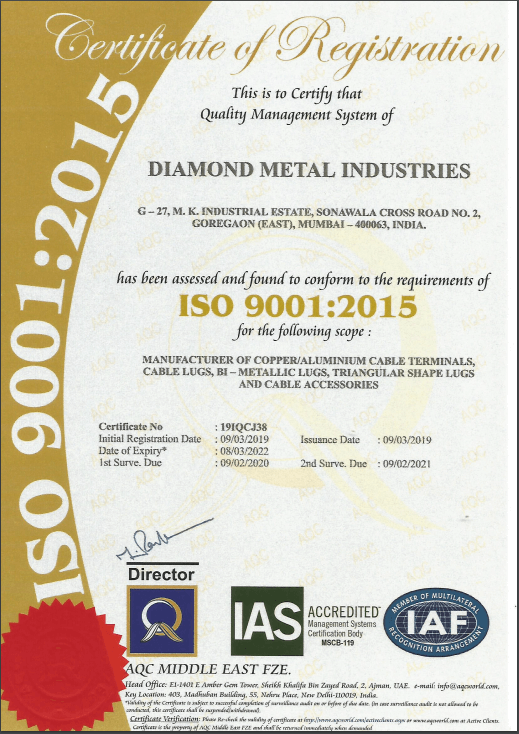 Certificate of Registration
This is to Certify that
Quality Management System of
DIAMOND METAL INDUSTRIES
G – 27, M. K. INDUSTRIAL ESTATE, SONAWALA CROSS ROAD NO. 2,
GOREGAON (EAST), MUMBAI – 400063, INDIA.
has been assessed and found to conform to the requirements of
ISO 9001:2015
for the following scope :
MANUFACTURER OF COPPER/ALUMINIUM CABLE TERMINALS,
CABLE LUGS, BI – METALLIC LUGS, TRIANGULAR SHAPE LUGS
AND CABLE ACCESSORIES
Certificate No : 19IQCJ38
Initial Registration Date : 09/03/2019 Issuance Date : 09/03/2019
Date of Expiry* : 08/03/2022
1st Surve. Due : 09/02/2020 2nd Surve. Due : 09/02/2021
ISO 9001:2015
Director
IAS ACCREDITED
Management Systems
Certification Body
MSCB-119
MEMBER OF MULTILATERAL
IAF
RECOGNITION ARRANGEMENT
AQC MIDDLE EAST FZE.
Head Office: E1-1401 F, Amber Gem Tower, Sheikh Khalifa Bin Zayed Road, 2, Ajman, UAE. e-mail: info@aqcworld.com,
Key Location: 403, Madhuban Building, 55, Nehru Place, New Delhi-110019, India.
*Validity of the Certificate is subject to successful completion of surveillance audit on or before of due date. (in case surveillance audit is not allowed to be
conducted, this certificate shall be suspended/withdrawal).
Certificate Verification: Please Re-check the validity of certificate at http://www.aqcworld.com/activeclients.aspx or www.aqcworld.com at Active Clients.
Certificate is the property of AQC Middle East FZE and shall be returned immediately when demanded